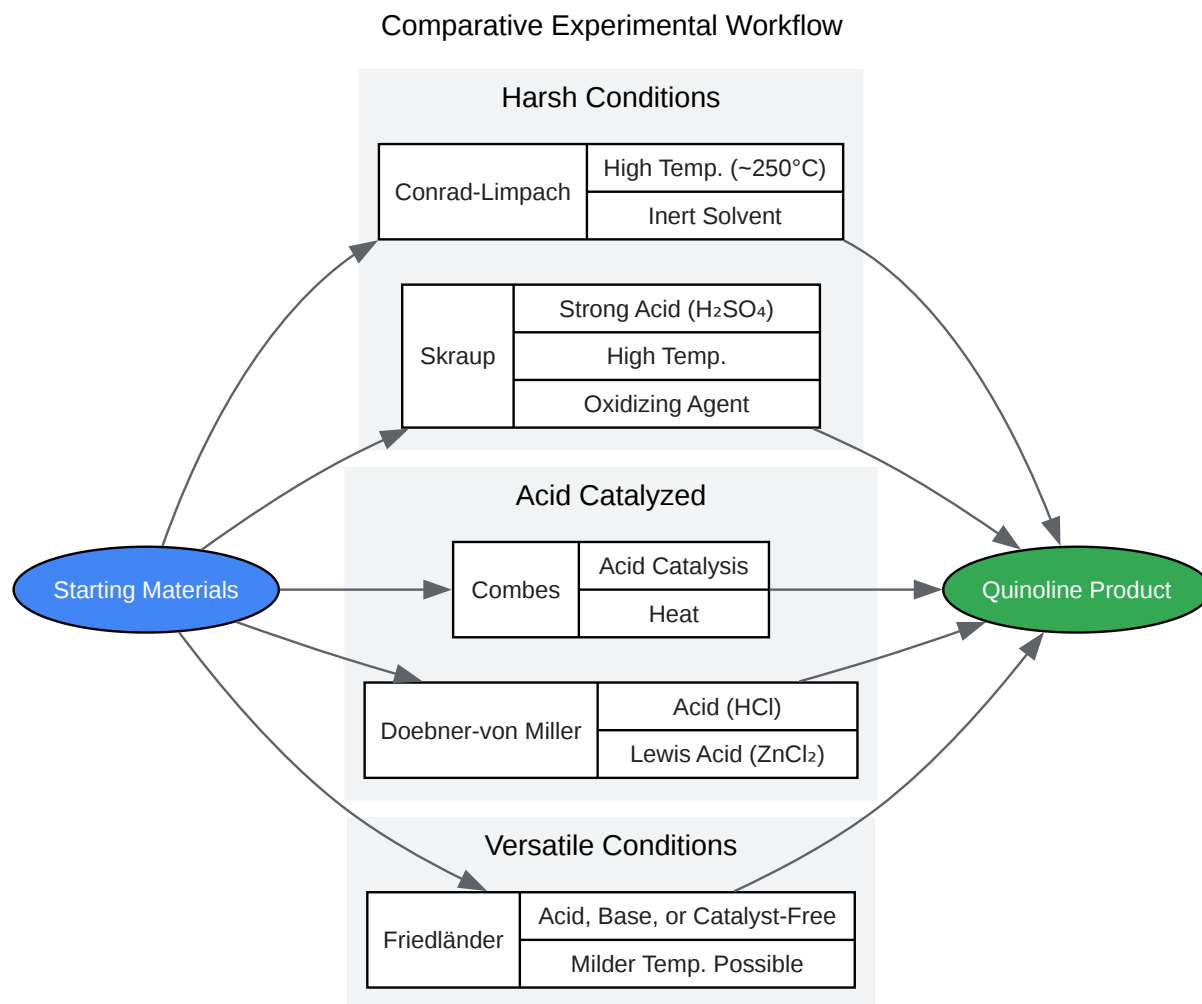 Comparative Experimental Workflow
Harsh Conditions
Conrad-Limpach
High Temp. (~250°C)
Inert Solvent
Skraup
Strong Acid (H₂SO₄)
High Temp.
Oxidizing Agent
Acid Catalyzed
Starting Materials
Combes
Acid Catalysis
Heat
Quinoline Product
Doebner-von Miller
Acid (HCl)
Lewis Acid (ZnCl₂)
Versatile Conditions
Friedländer
Acid, Base, or Catalyst-Free
Milder Temp. Possible